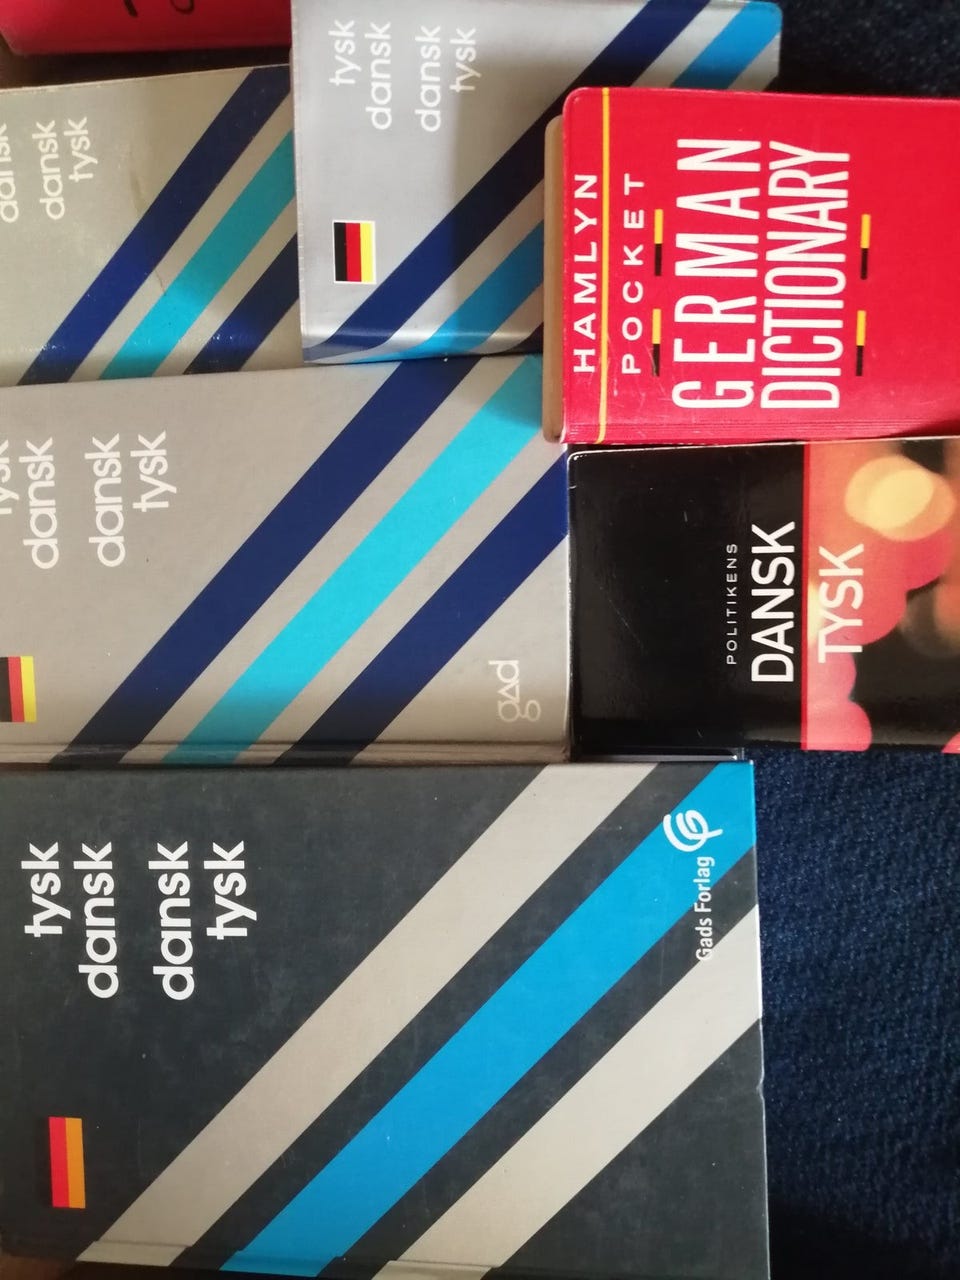 tysk
dansk
dansk
tysk
dansk
dansk
tysk
HAMLYN
POCKET
GERMAN
DICTIONARY
tysk
dansk
dansk
tysk
gad
POLITIKENS
DANSK
TYSK
tysk
dansk
dansk
tysk
Gads Forlag